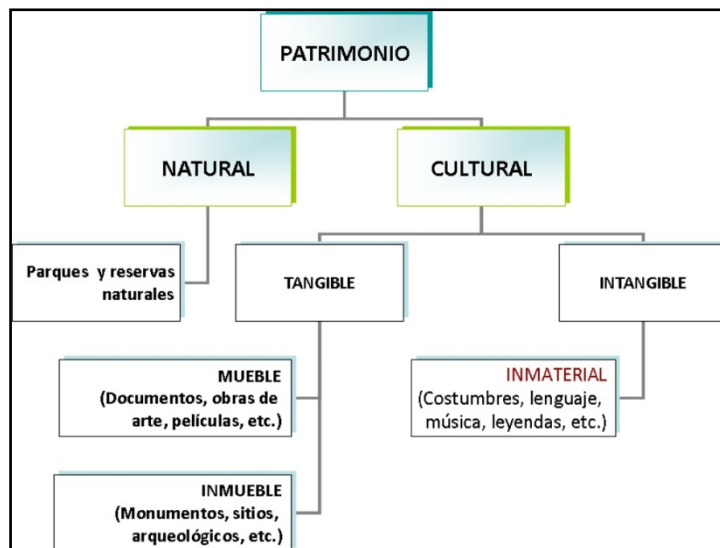 PATRIMONIO
NATURAL
CULTURAL
Parques y reservas
naturales
TANGIBLE
INTANGIBLE
MUEBLE
(Documentos, obras de
arte, películas, etc.)
INMATERIAL
(Costumbres, lenguaje,
música, leyendas, etc.)
INMUEBLE
(Monumentos, sitios,
arqueológicos, etc.)